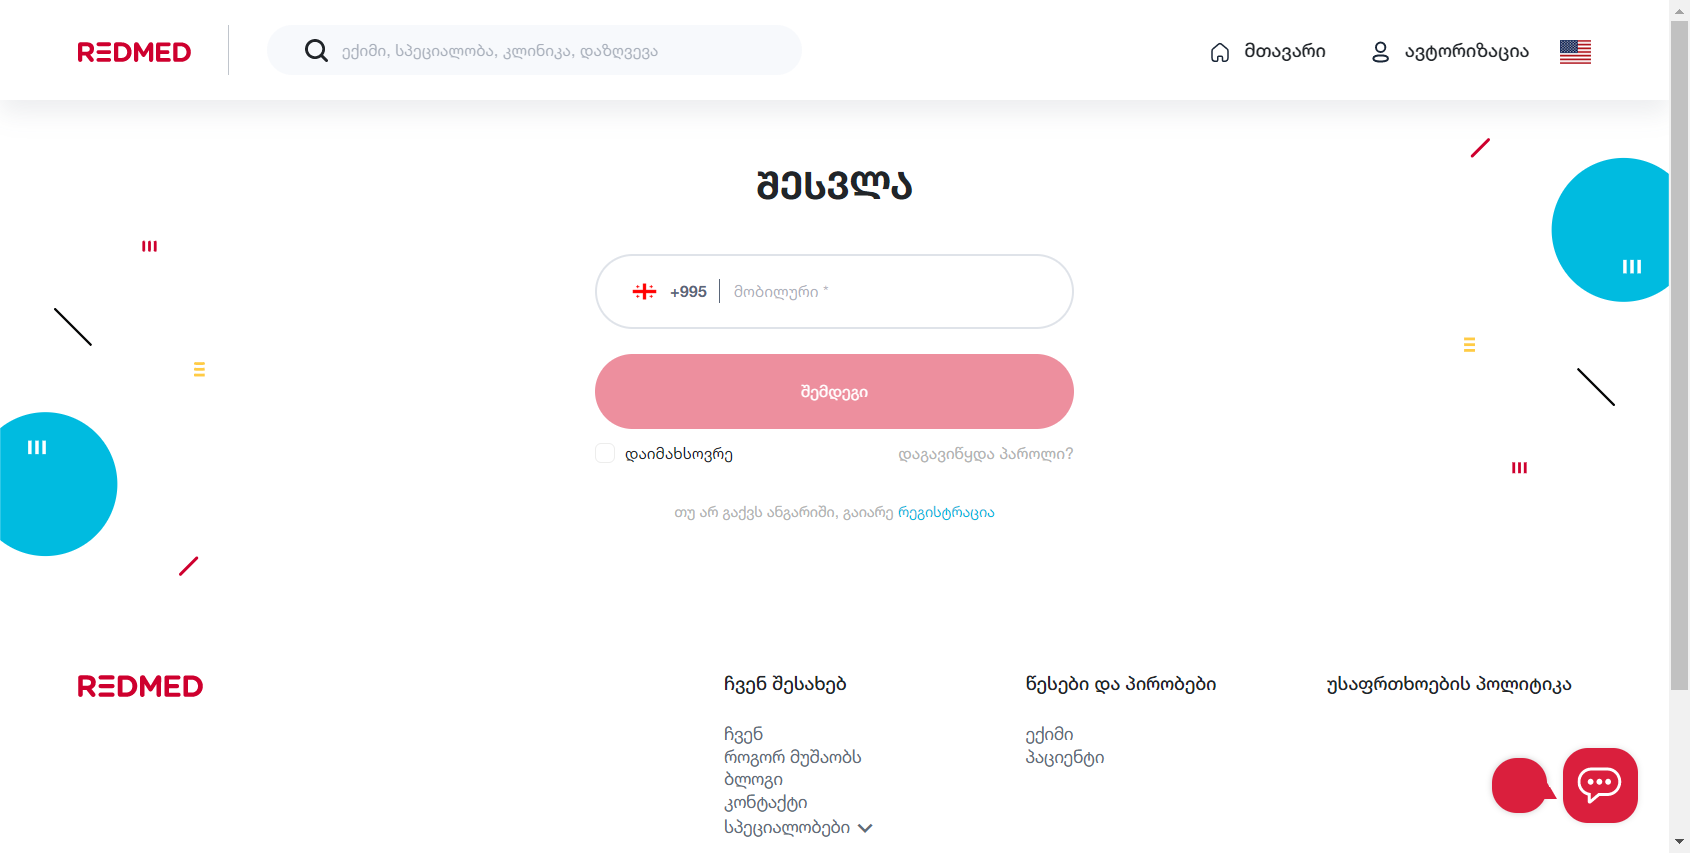 REDMED
ექიმი, სპეციალობა, კლინიკა, დაზღვევა
მთავარი
ავტორიზაცია
შესვლა
+995
მობილური *
შემდეგი
დაიმახსოვრე
დაგავიწყდა პაროლი?
თუ არ გაქვს ანგარიში, გაიარე რეგისტრაცია
REDMED
ჩვენ შესახებ
ჩვენ
როგორ მუშაობს
ბლოგი
კონტაქტი
სპეციალობები
წესები და პირობები
ექიმი
პაციენტი
უსაფრთხოების პოლიტიკა